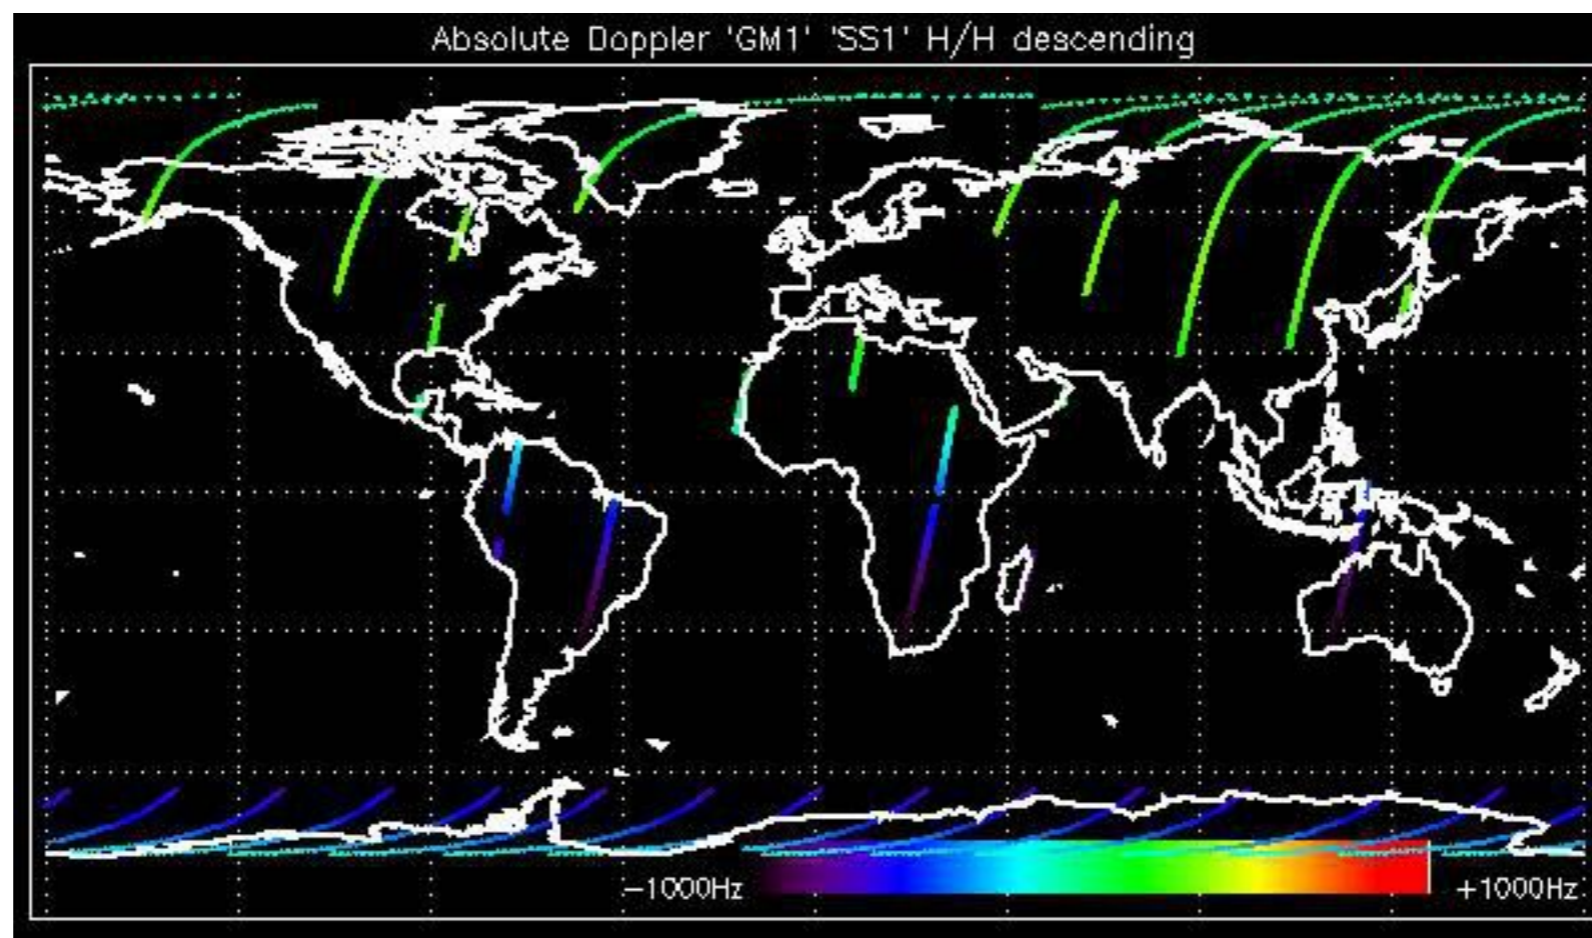 Absolute Doppler 'GM1' 'SS1' H/H descending
-1000Hz
+1000Hz